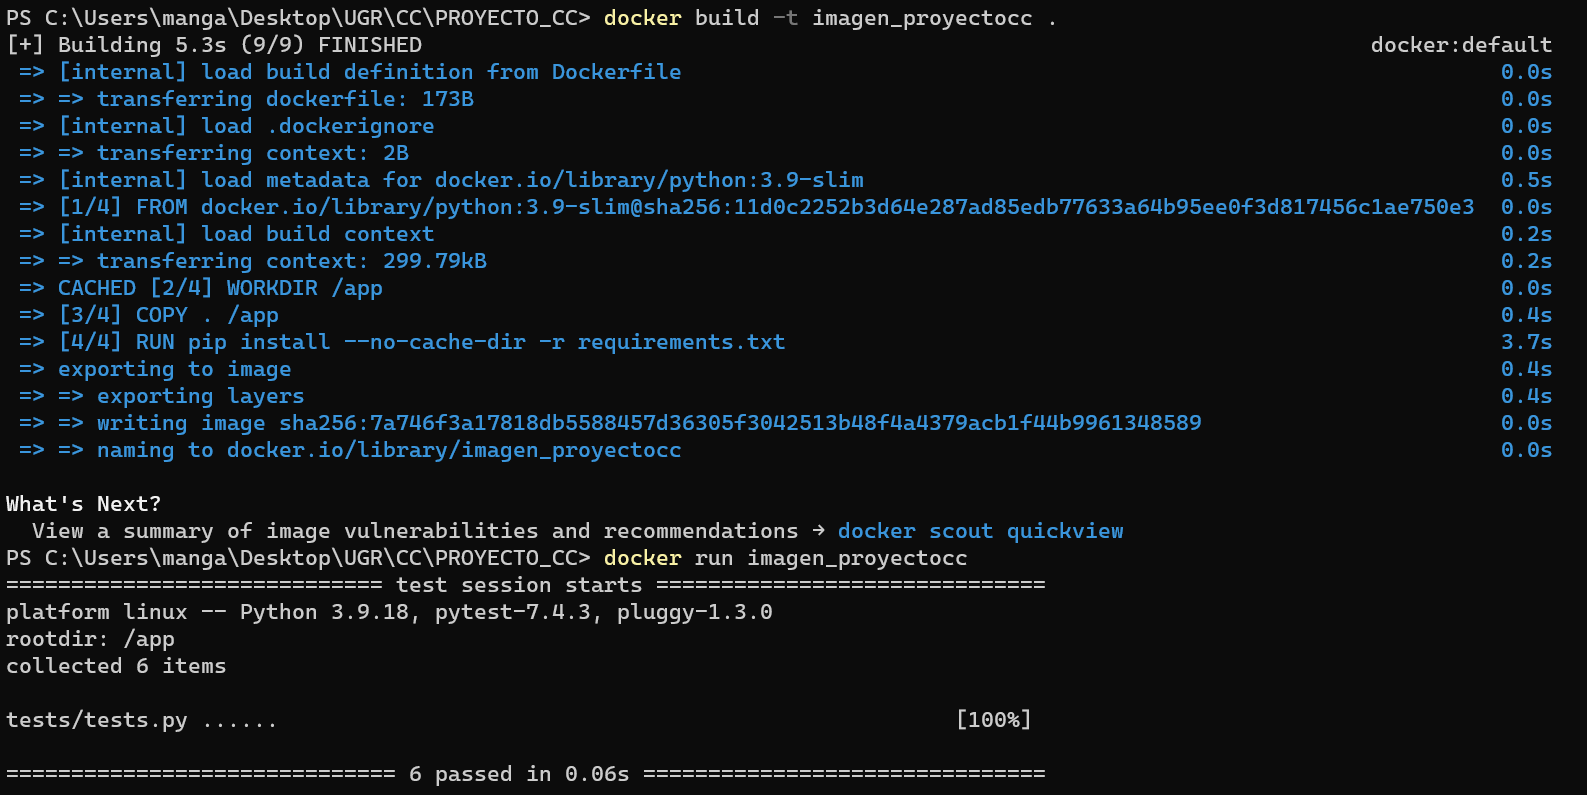 PS C:\Users\manga\Desktop\UGR\CC\PROYECTO_CC> docker build -t imagen_proyectocc .
[+] Building 5.3s (9/9) FINISHED docker:default
=> [internal] load build definition from Dockerfile 0.0s
=> => transferring dockerfile: 173B 0.0s
=> [internal] load .dockerignore 0.0s
=> => transferring context: 2B 0.0s
=> [internal] load metadata for docker.io/library/python:3.9-slim 0.5s
=> [1/4] FROM docker.io/library/python:3.9-slim@sha256:11d0c2252b3d64e287ad85edb77633a64b95ee0f3d817456c1ae750e3 0.0s
=> [internal] load build context 0.2s
=> => transferring context: 299.79kB 0.2s
=> CACHED [2/4] WORKDIR /app 0.0s
=> [3/4] COPY . /app 0.4s
=> [4/4] RUN pip install --no-cache-dir -r requirements.txt 3.7s
=> exporting to image 0.4s
=> => exporting layers 0.4s
=> => writing image sha256:7a746f3a17818db5588457d36305f3042513b48f4a4379acb1f44b9961348589 0.0s
=> => naming to docker.io/library/imagen_proyectocc 0.0s
What's Next?
View a summary of image vulnerabilities and recommendations → docker scout quickview
PS C:\Users\manga\Desktop\UGR\CC\PROYECTO_CC> docker run imagen_proyectocc
============================= test session starts ==============================
platform linux -- Python 3.9.18, pytest-7.4.3, pluggy-1.3.0
rootdir: /app
collected 6 items
tests/tests.py ...... [100%]
============================== 6 passed in 0.06s ===============================